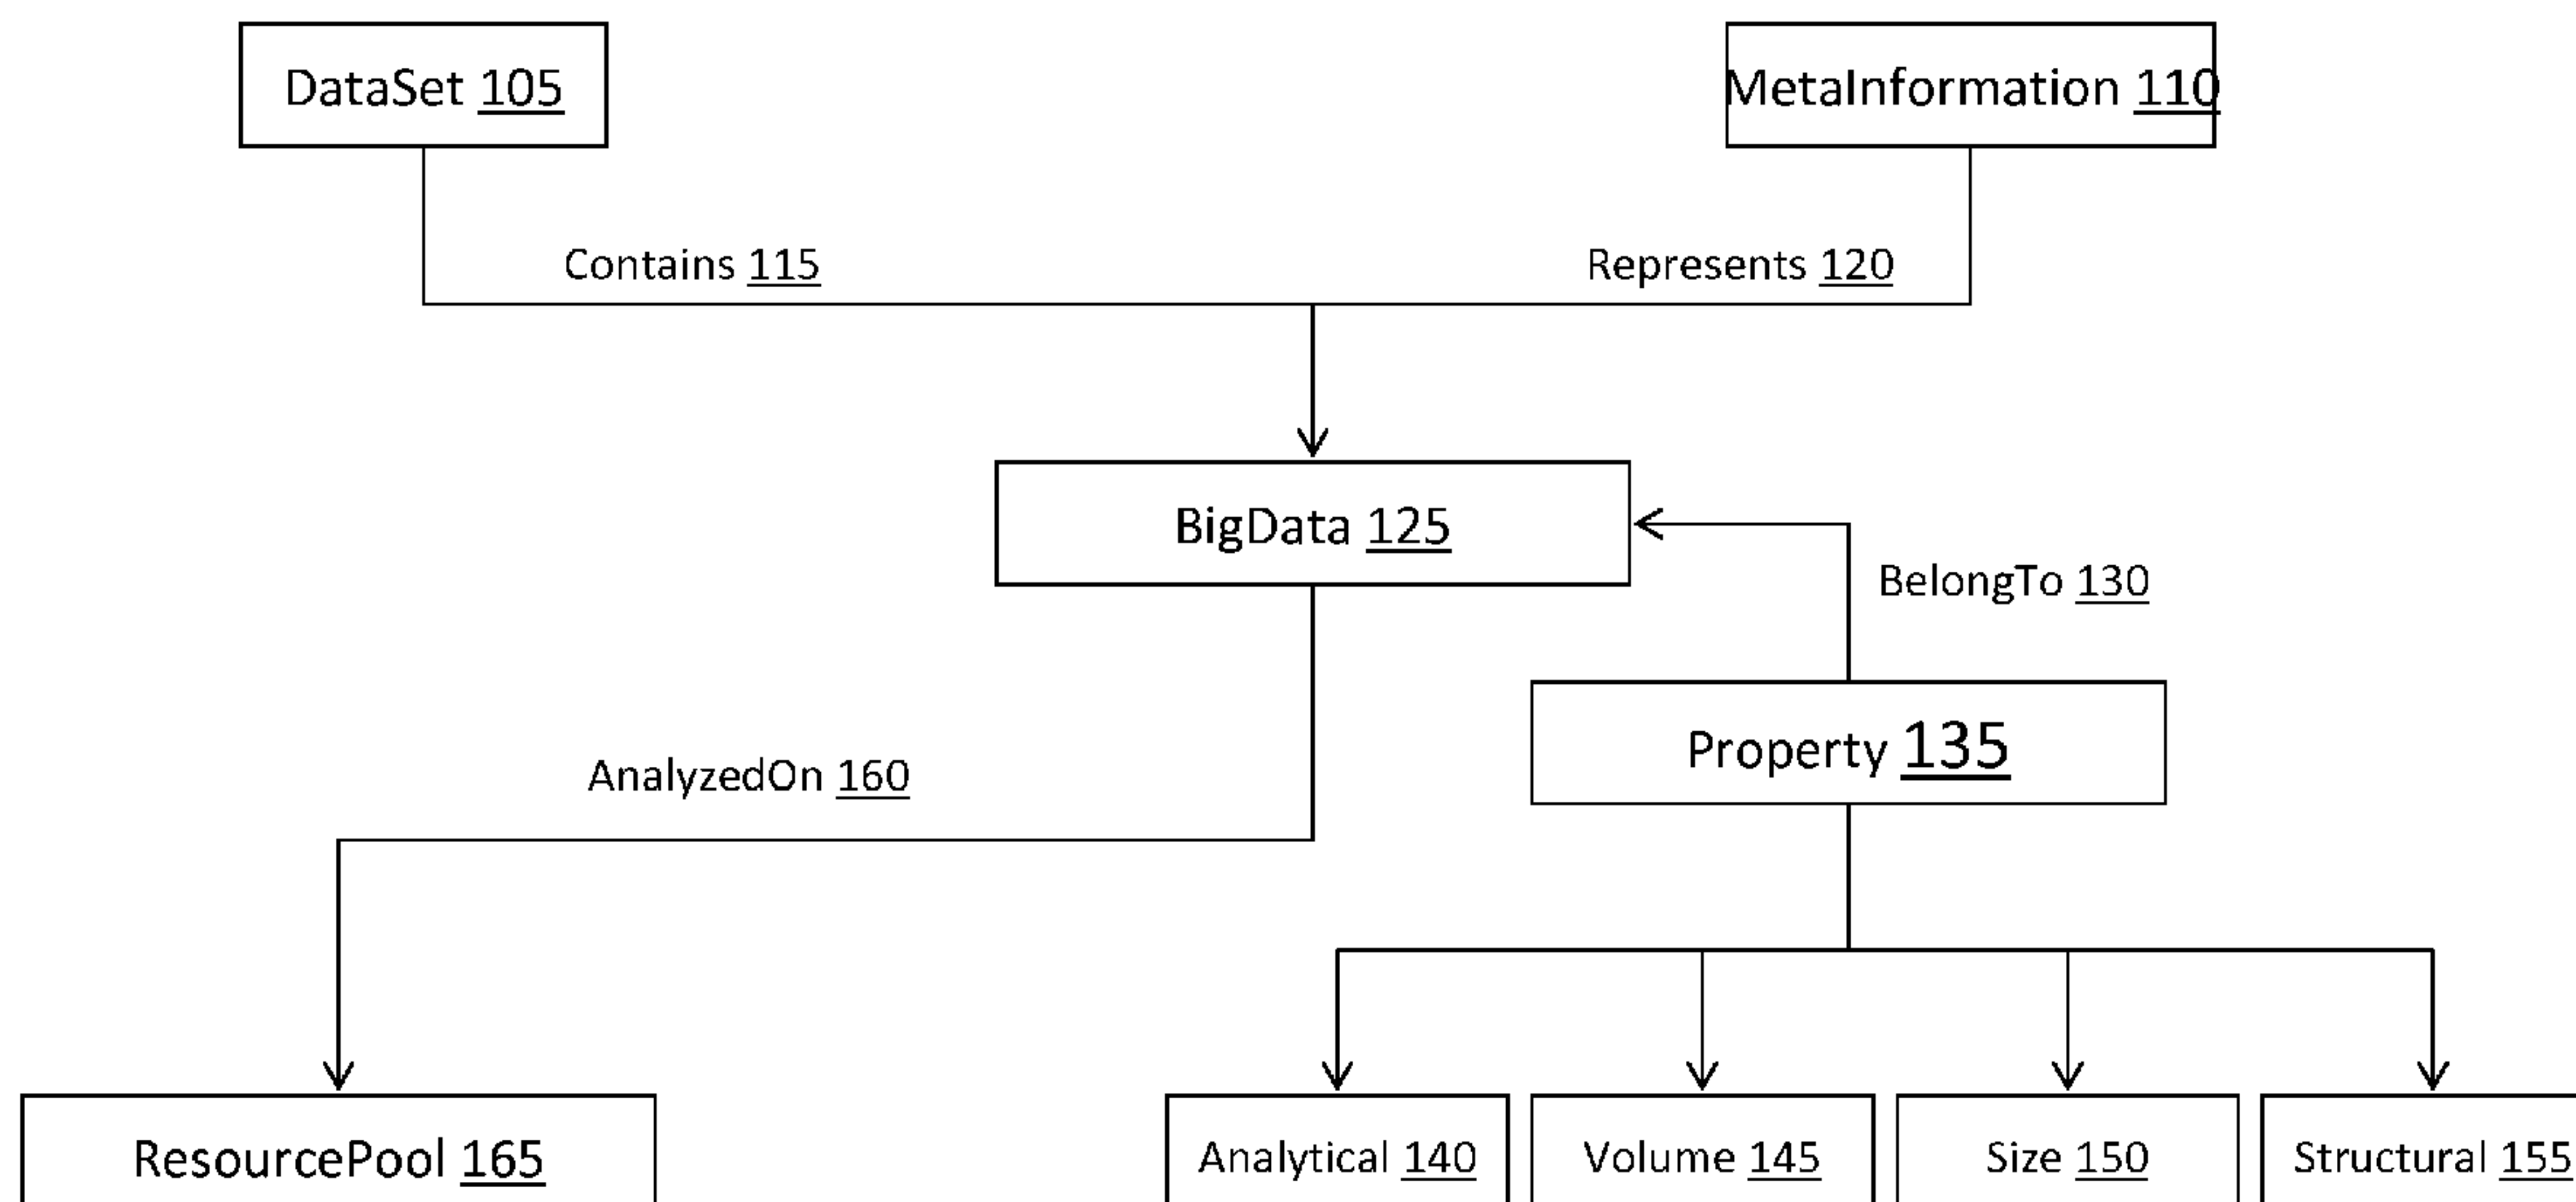 DataSet 105
MetaInformation 110
Contains 115
Represents 120
BigData 125
BelongTo 130
Property 135
AnalyzedOn 160
ResourcePool 165
Analytical 140
Volume 145
Size 150
Structural 155